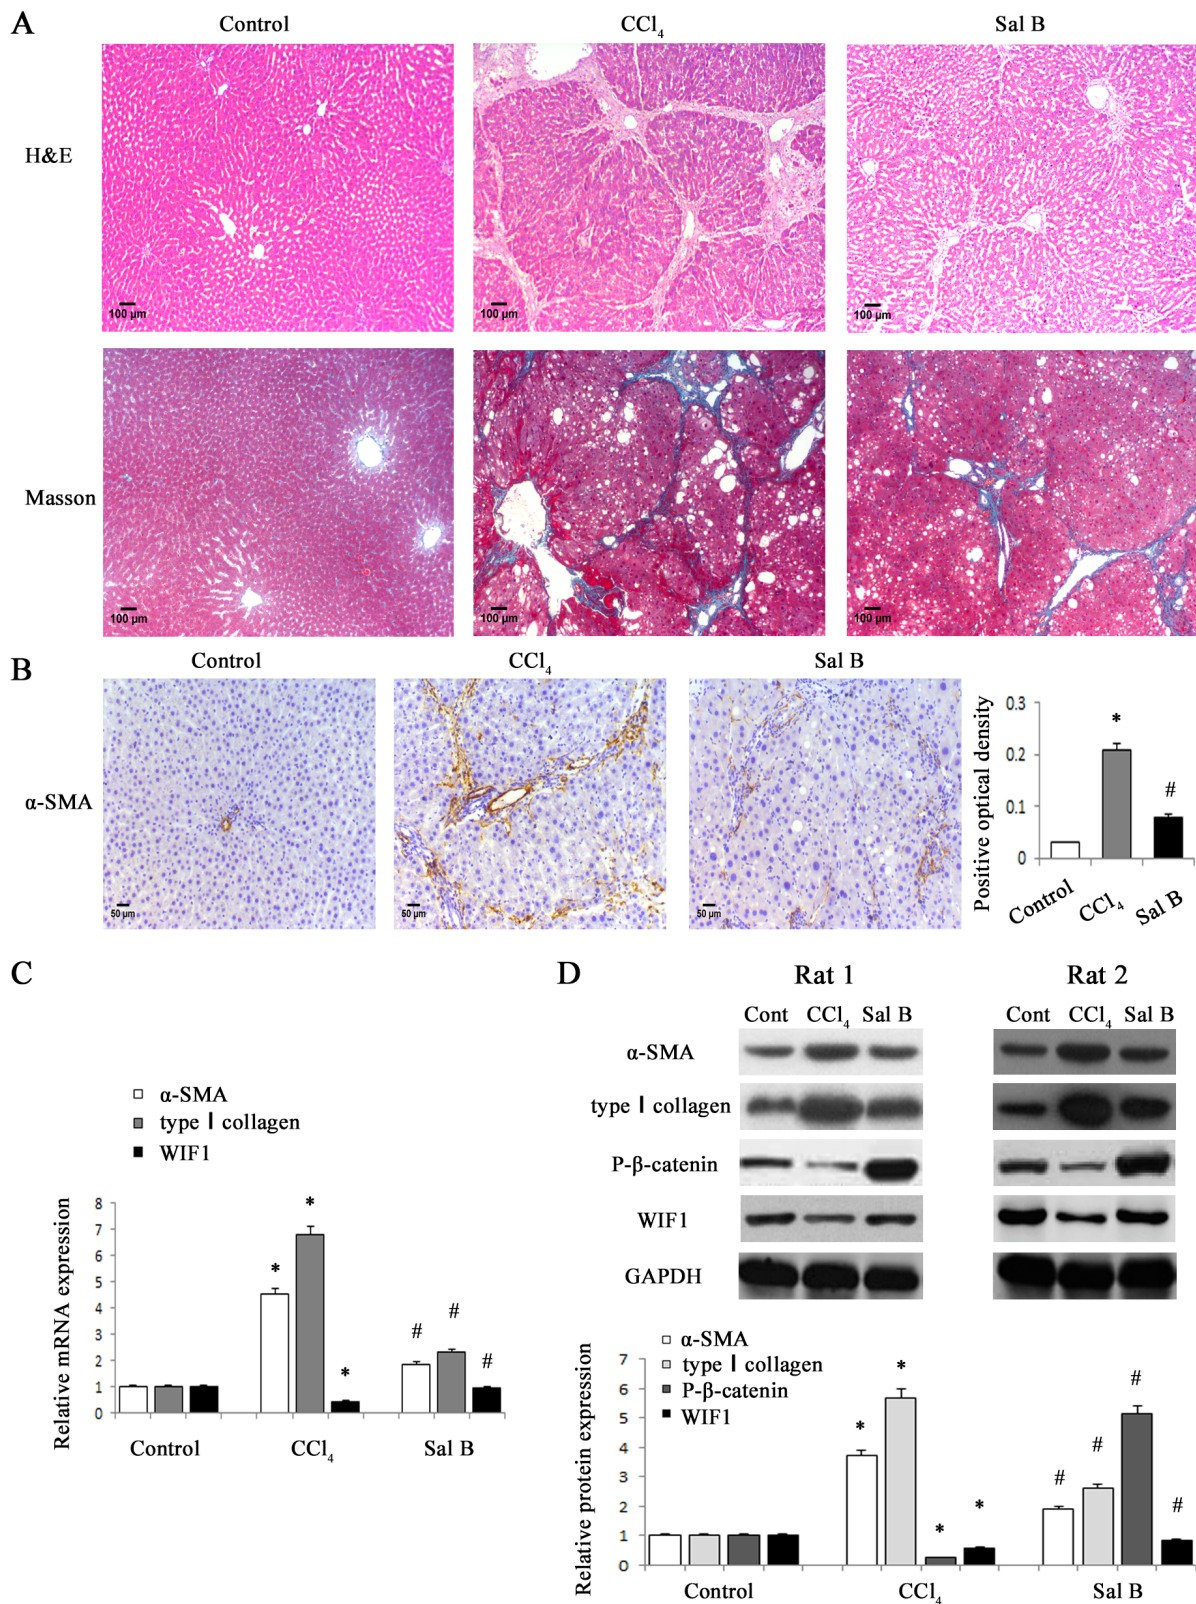 A
Control
CCl4
Sal B
H&E
100 μm
100 μm
100 μm
Masson
100 μm
100 μm
100 μm
B
Control
CCl4
Sal B
α-SMA
50 μm
50 μm
50 μm
Positive optical density
0.3
0.2
0.1
0
*
#
Control
CCl4
Sal B
C
α-SMA
type I collagen
WIF1
Relative mRNA expression
8
7
6
5
4
3
2
1
0
*
*
*
#
#
#
Control
CCl4
Sal B
D
Rat 1
Rat 2
Cont CCl4 Sal B
Cont CCl4 Sal B
α-SMA
type I collagen
P-β-catenin
WIF1
GAPDH
α-SMA
type I collagen
P-β-catenin
WIF1
Relative protein expression
7
6
5
4
3
2
1
0
*
*
*
*
#
#
#
#
Control
CCl4
Sal B